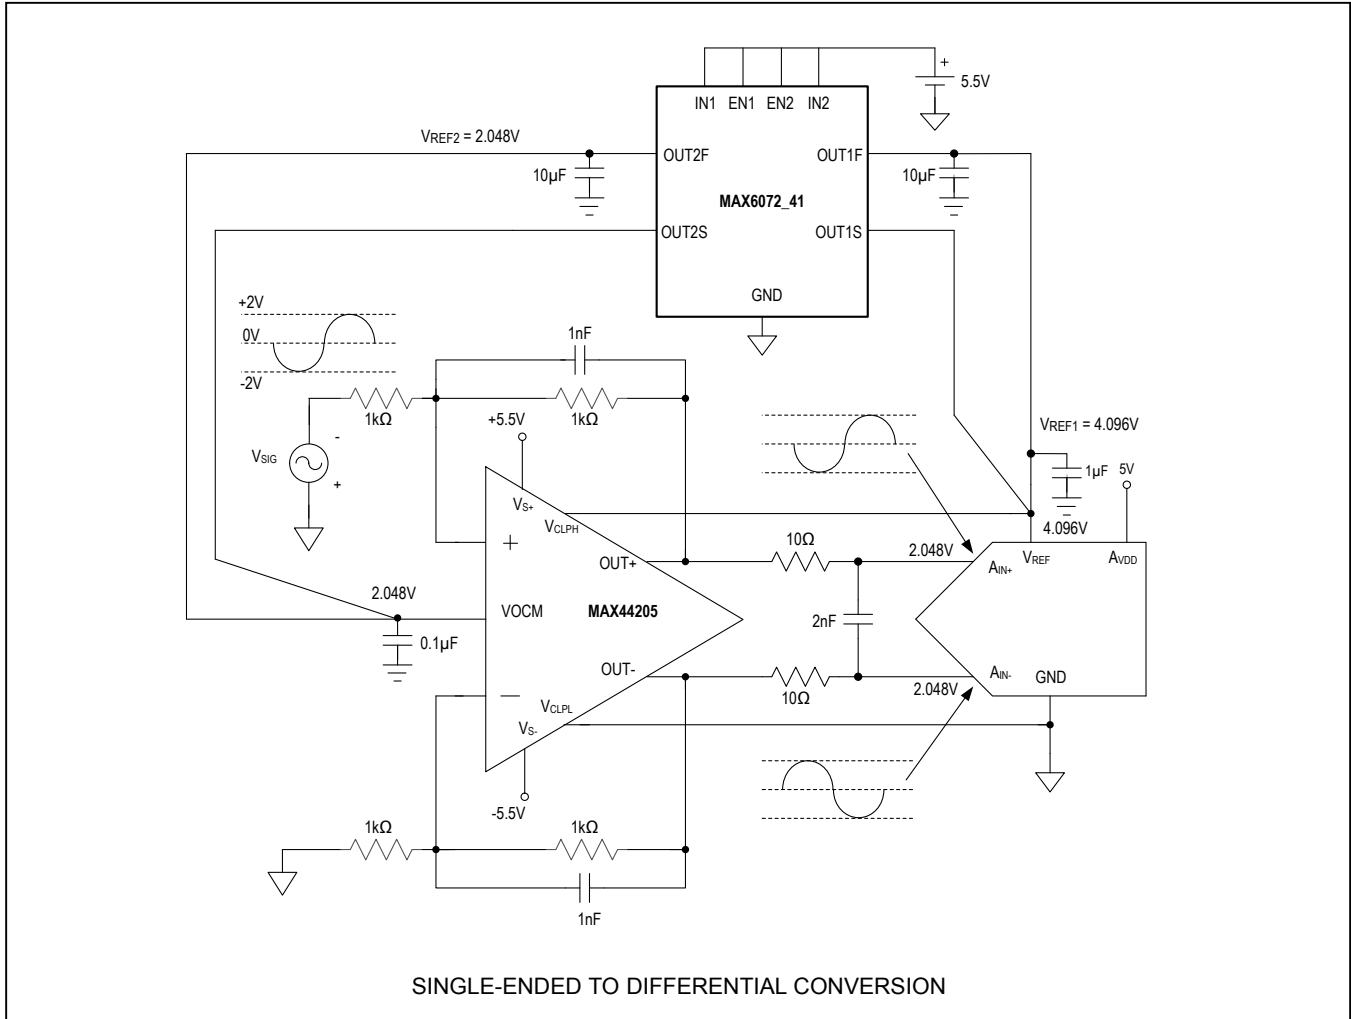 +
5.5V
IN1 EN1 EN2 IN2
VREF2 = 2.048V
OUT2F OUT1F
10µF 10µF
MAX6072_41
OUT2S OUT1S
GND
+2V
0V
-2V
1nF
1kΩ 1kΩ
+5.5V
VREF1 = 4.096V
-
VSIG
+
1µF 5V
VS+
VCLPH
4.096V
+
10Ω
2.048V
VREF AVDD
OUT+
AIN+
2.048V
VOCM MAX44205
2nF
0.1µF
OUT-
AIN- GND
10Ω
2.048V
—
VCLPL
VS-
-5.5V
1kΩ 1kΩ
1nF
SINGLE-ENDED TO DIFFERENTIAL CONVERSION